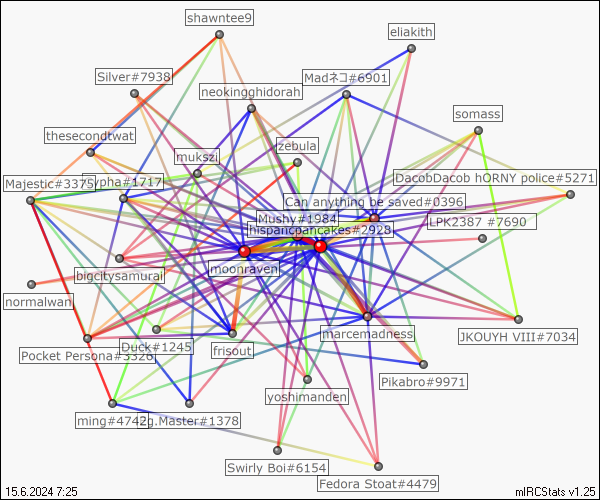 shawntee9
eliakith
Silver#7938
Madネコ#6901
neokingghidorah
somass
thesecondtwat
zebula
mukszi
Majestic#3375
ypha#1717
DacobDacob hORNY police#5271
Can anything be saved#0396
Mushy#1984
LPK2387 #7690
hispanicpancakes#2928
moonraven
bigcitysamurai
normalwan
marcemadness
JKOUYH VIII#7034
Duck#1245
frisout
Pocket Persona#3326
Pikabro#9971
yoshimanden
ming#4742
g.Master#1378
Swirly Boi#6154
Fedora Stoat#4479
15.6.2024 7:25
mIRCStats v1.25